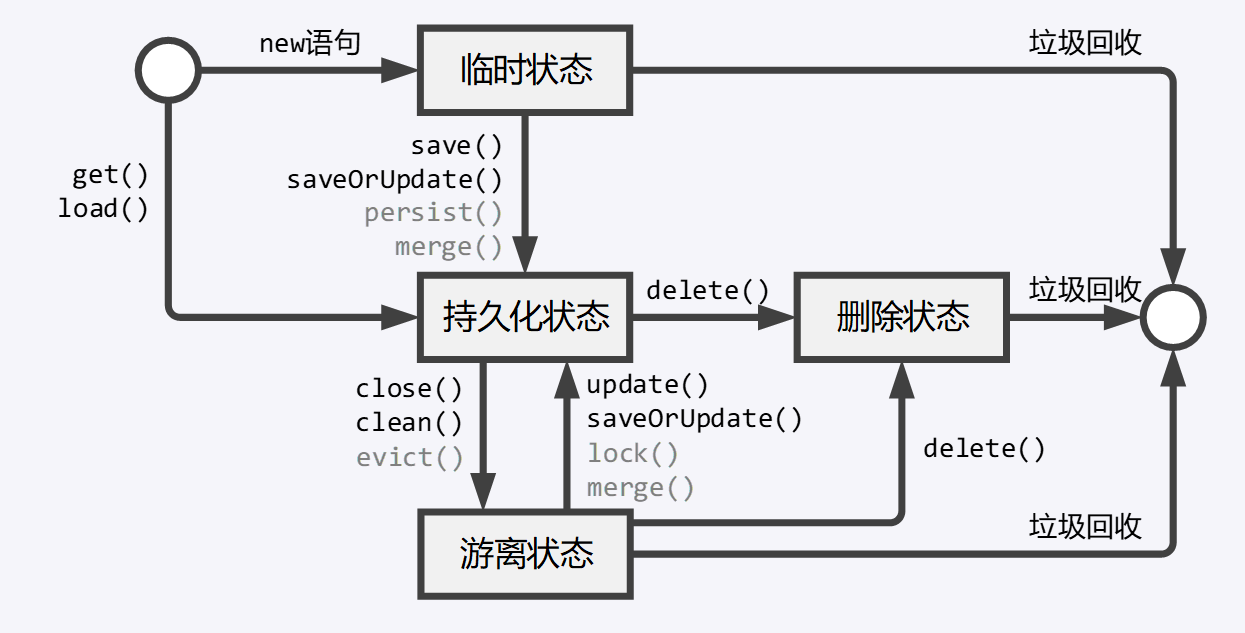 new语句
临时状态
垃圾回收
get()
load()
save()
saveOrUpdate()
persist()
merge()
持久化状态
delete()
删除状态
垃圾回收
close()
clean()
evict()
update()
saveOrUpdate()
lock()
merge()
delete()
游离状态
垃圾回收